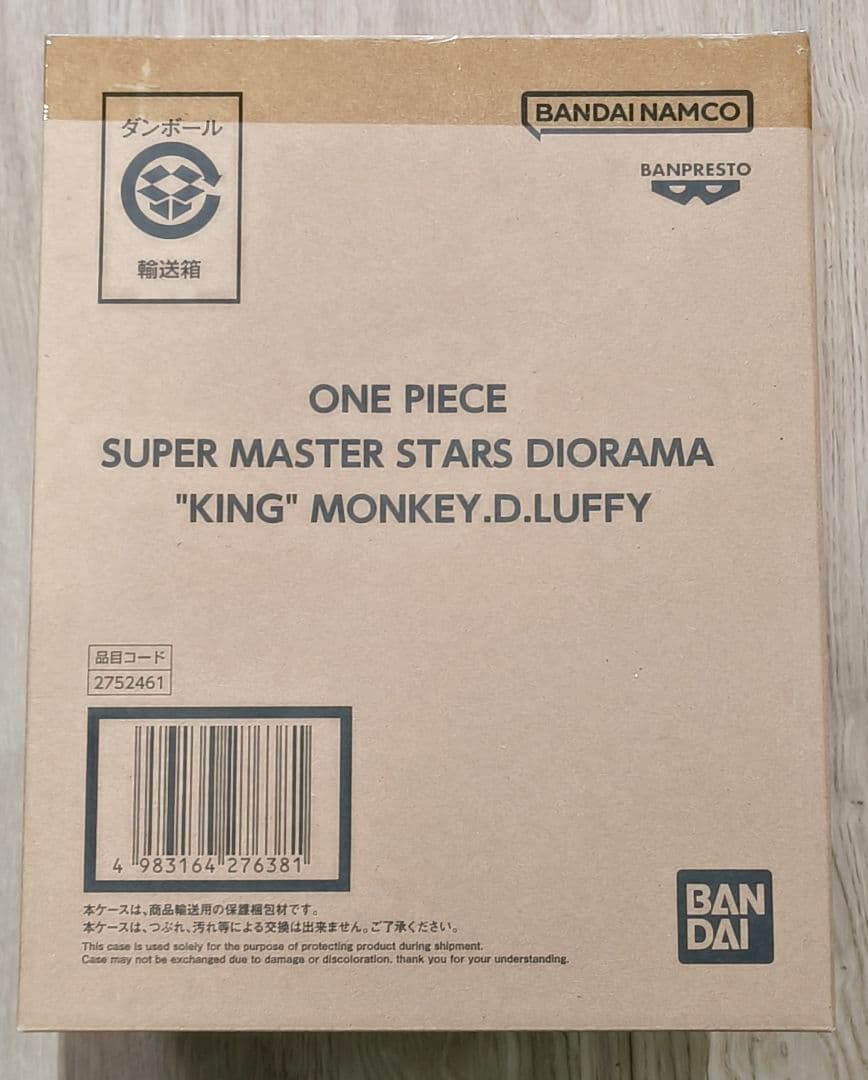 ダンボール
輸送箱
BANDAI NAMCO
BANPRESTO
ONE PIECE
SUPER MASTER STARS DIORAMA
"KING" MONKEY.D.LUFFY
品目コード
2752461
4 983164 276381
本ケースは、商品輸送用の保護梱包材です。
本ケースは、つぶれ、汚れ等による交換は出来ません。ご了承ください。
This case is used solely for the purpose of protecting product during shipment.
Case may not be exchanged due to damage or discoloration. thank you for your understanding.
BAN
DAI